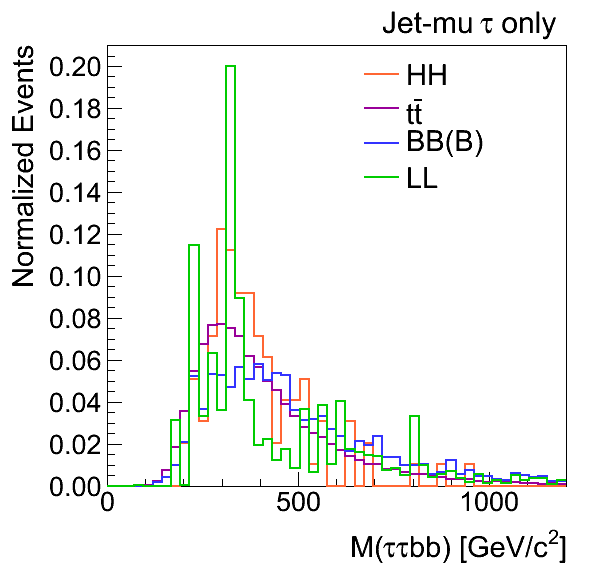 Jet-mu τ only
Normalized Events
0.20
0.18
0.16
0.14
0.12
0.10
0.08
0.06
0.04
0.02
0.00
HH
tt̄
BB(B)
LL
0
500
1000
M(ττbb) [GeV/c²]